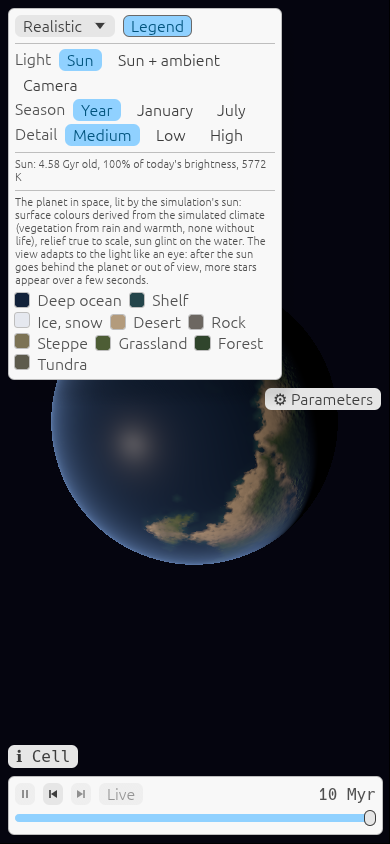 Realistic Legend
Light Sun Sun + ambient
Camera
Season Year January July
Detail Medium Low High
Sun: 4.58 Gyr old, 100% of today's brightness, 5772
K
The planet in space, lit by the simulation's sun:
surface colours derived from the simulated climate
(vegetation from rain and warmth, none without
life), relief true to scale, sun glint on the water. The
view adapts to the light like an eye: after the sun
goes behind the planet or out of view, more stars
appear over a few seconds.
Deep ocean Shelf
Ice, snow Desert Rock
Steppe Grassland Forest
Tundra
⚙ Parameters
ℹ Cell
Live 10 Myr